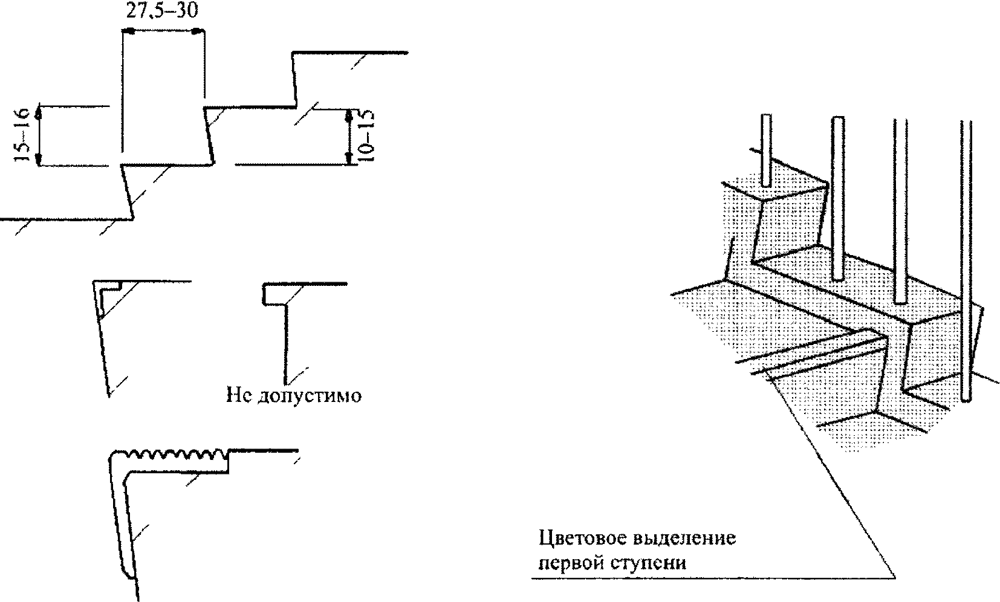 27,5–30
15–16
10–15
Не допустимо
Цветовое выделение
первой ступени